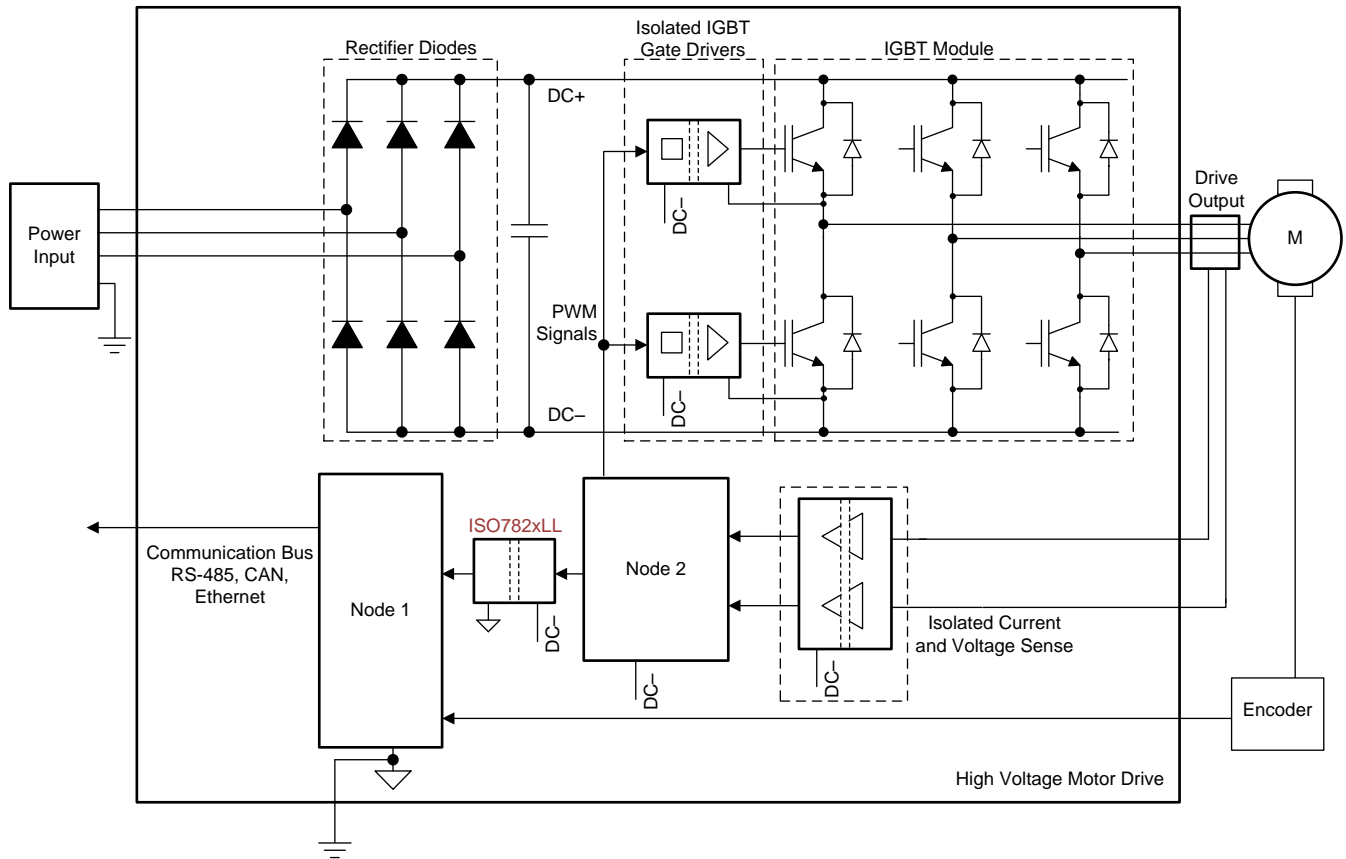 Isolated IGBT
Gate Drivers
Rectifier Diodes
IGBT Module
DC+
Power
Input
DC–
Drive
Output
M
PWM
Signals
DC–
DC–
Communication Bus
RS-485, CAN,
Ethernet
Node 1
ISO782xLL
DC–
Node 2
DC–
DC–
Isolated Current
and Voltage Sense
Encoder
High Voltage Motor Drive